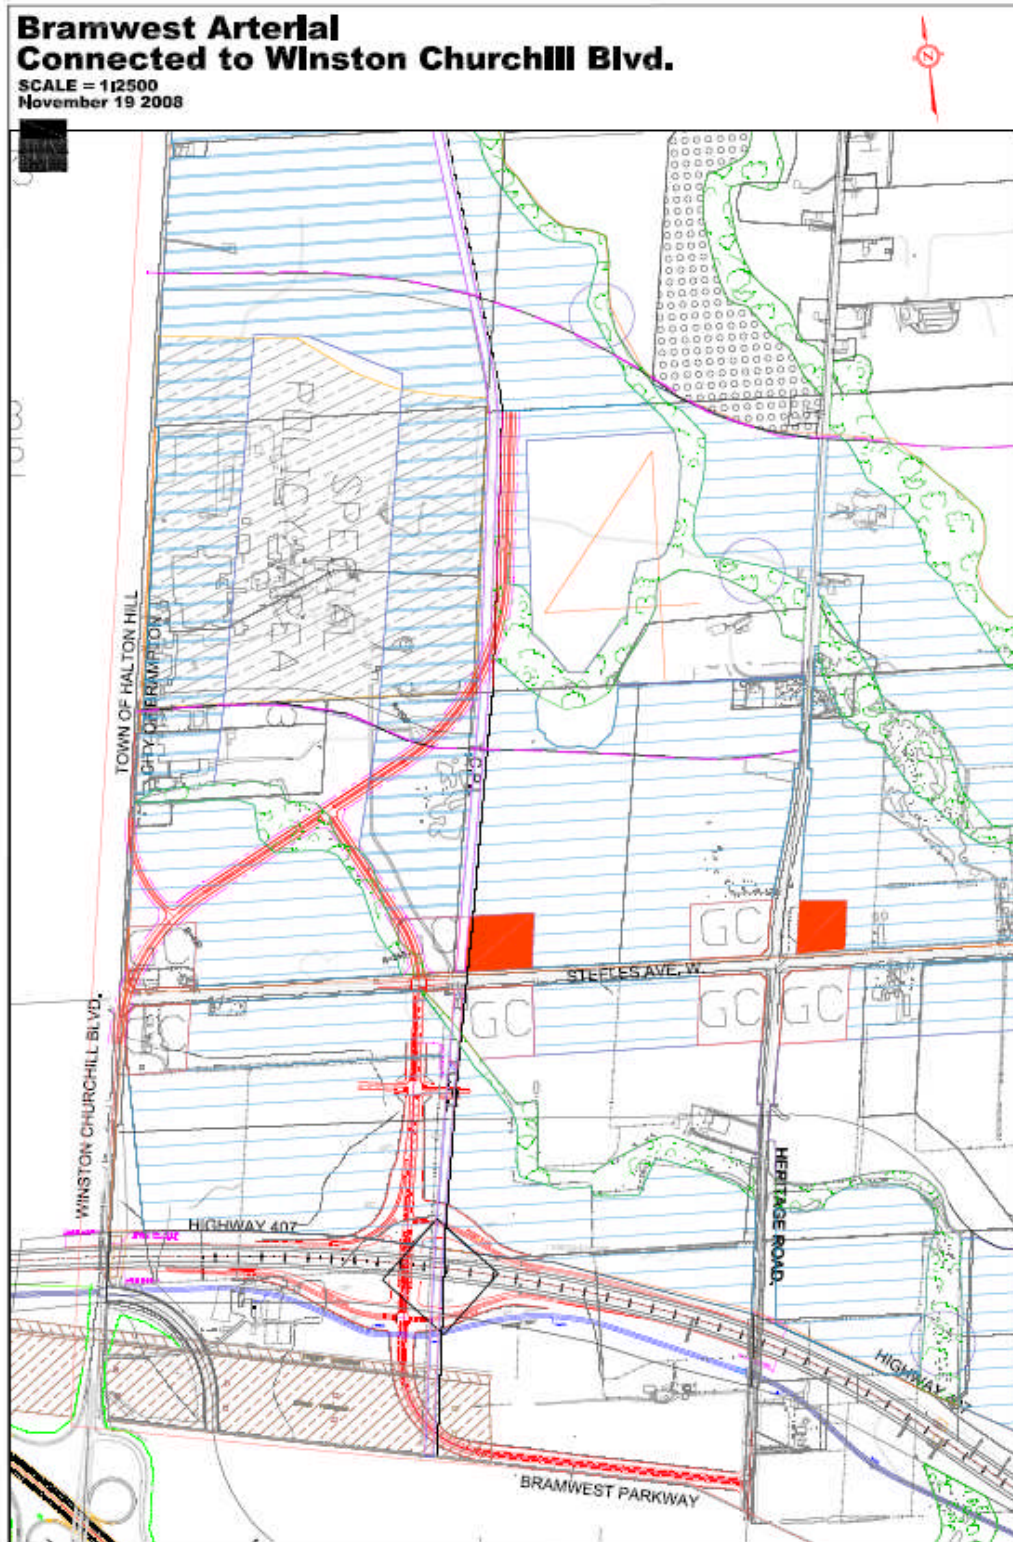 Bramwest Arterial
Connected to Winston Churchill Blvd.
SCALE = 1:2500
November 19 2008
N
SPECIAL
POLICY AREA
TOWN OF HALTON HILL
CITY OF BRAMPTON
C.P.I.
GC
STEELES AVE. W.
GC
GC
GC
WINSTON CHURCHILL BLVD.
HERITAGE ROAD.
HIGHWAY 407
HIGHWAY 407
BRAMWEST PARKWAY